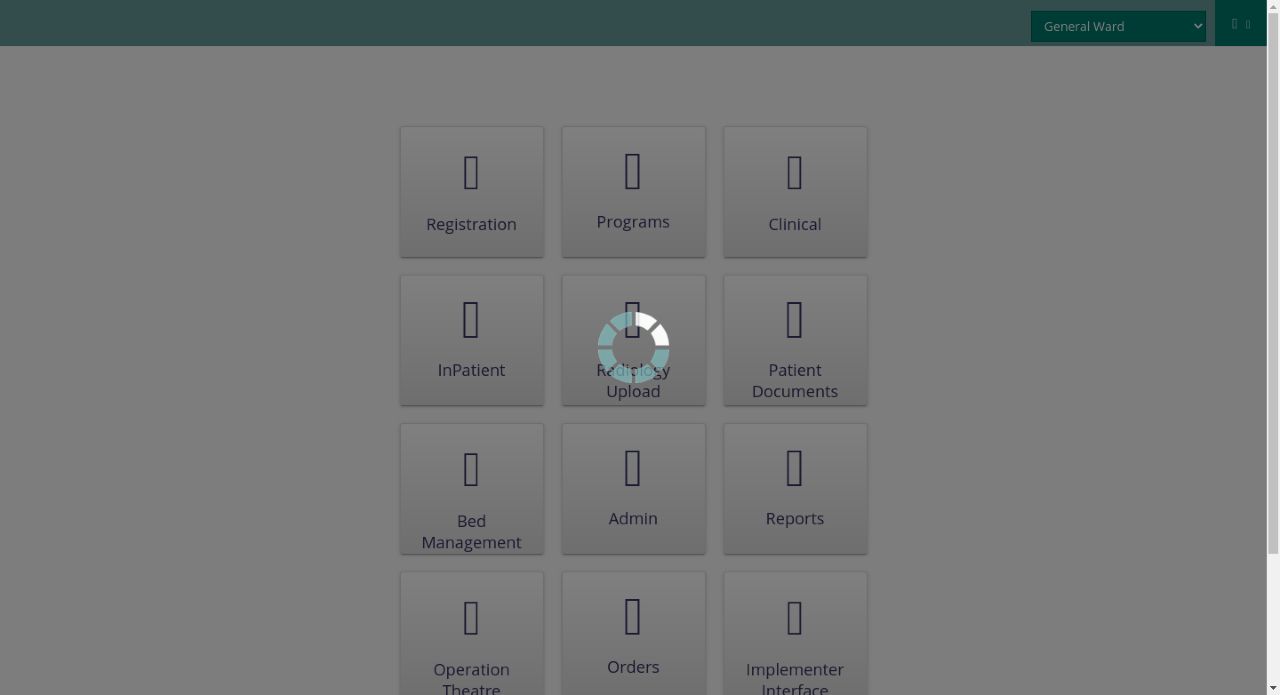 General Ward
Registration
Programs
Clinical
InPatient
Radiology
Upload
Patient
Documents
Bed
Management
Admin
Reports
Operation
Theatre
Orders
Implementer
Interface